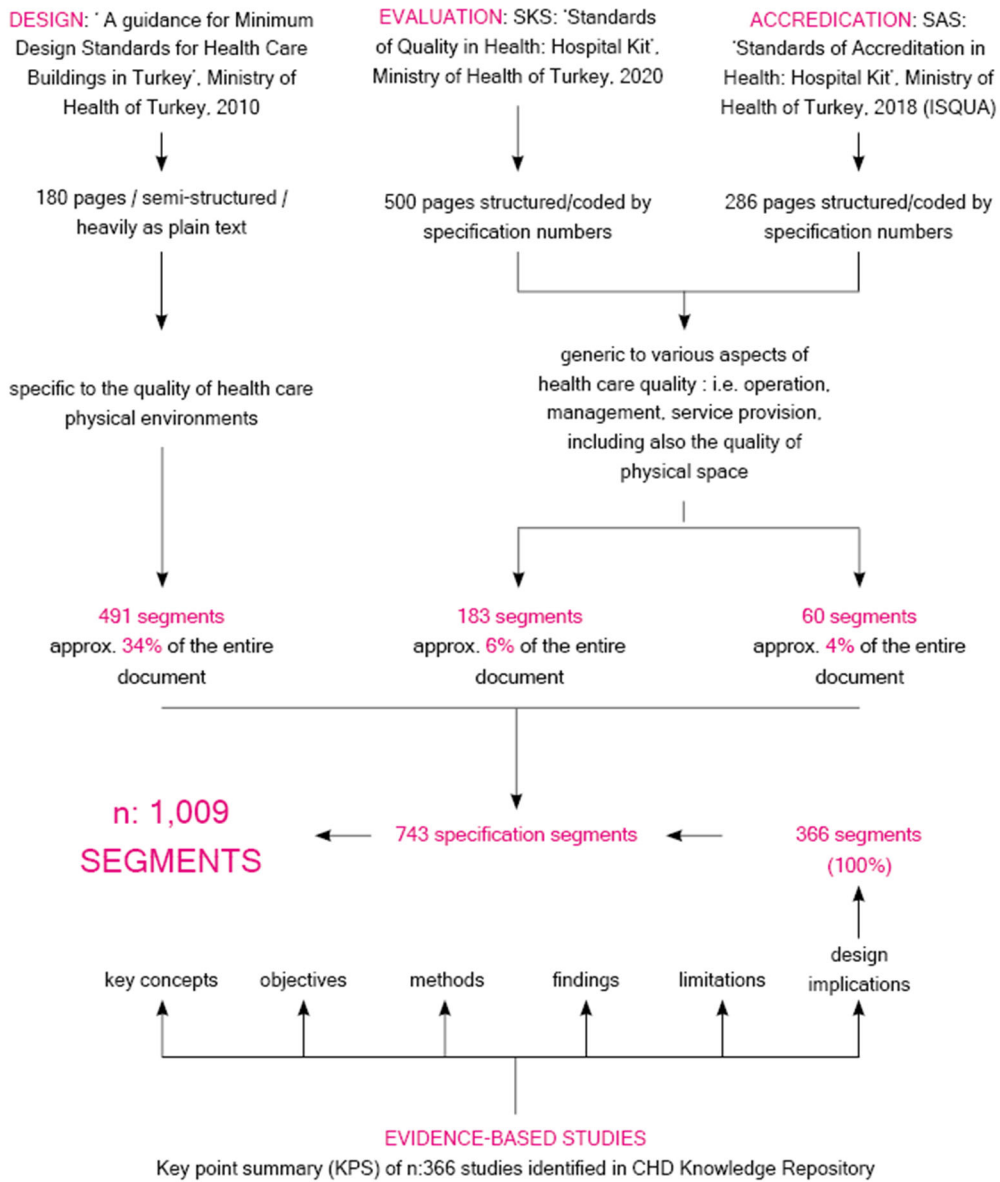 DESIGN: ' A guidance for Minimum
Design Standards for Health Care
Buildings in Turkey', Ministry of
Health of Turkey, 2010
EVALUATION: SKS: 'Standards
of Quality in Health: Hospital Kit',
Ministry of Health of Turkey, 2020
ACCREDICATION: SAS:
'Standards of Accreditation in
Health: Hospital Kit', Ministry of
Health of Turkey, 2018 (ISQUA)
180 pages / semi-structured /
heavily as plain text
500 pages structured/coded by
specification numbers
286 pages structured/coded by
specification numbers
specific to the quality of health care
physical environments
generic to various aspects of
health care quality : i.e. operation,
management, service provision,
including also the quality of
physical space
491 segments
approx. 34% of the entire
document
183 segments
approx. 6% of the entire
document
60 segments
approx. 4% of the entire
document
n: 1,009
SEGMENTS
743 specification segments
366 segments
(100%)
key concepts
objectives
methods
findings
limitations
design
implications
EVIDENCE-BASED STUDIES
Key point summary (KPS) of n:366 studies identified in CHD Knowledge Repository